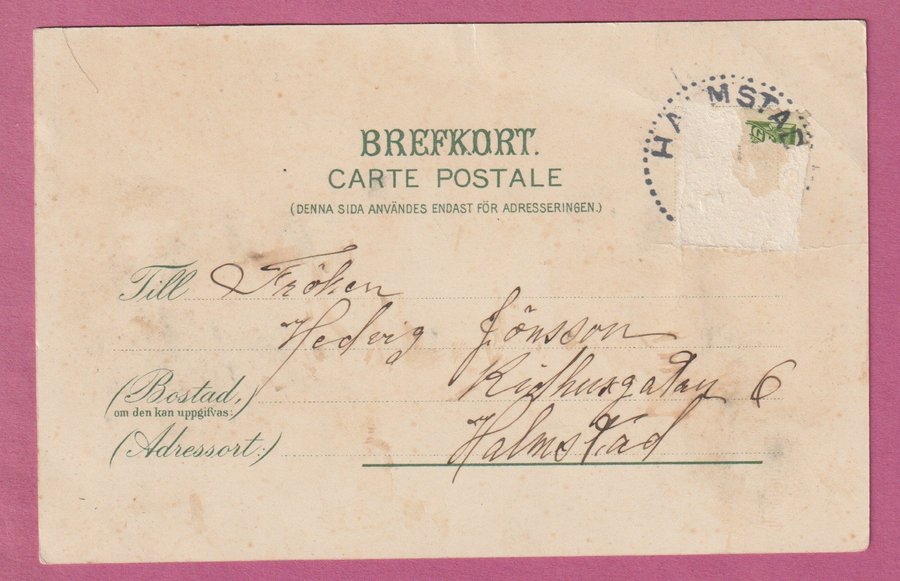 BREFKORT.
CARTE POSTALE
(DENNA SIDA ANVÄNDES ENDAST FÖR ADRESSERINGEN.)
HALMSTAD
Till Fröken
Hedvig Jönsson
(Bostad,)
om den kan uppgifvas:
Ridhusgatan 6
(Adressort:) Halmstad